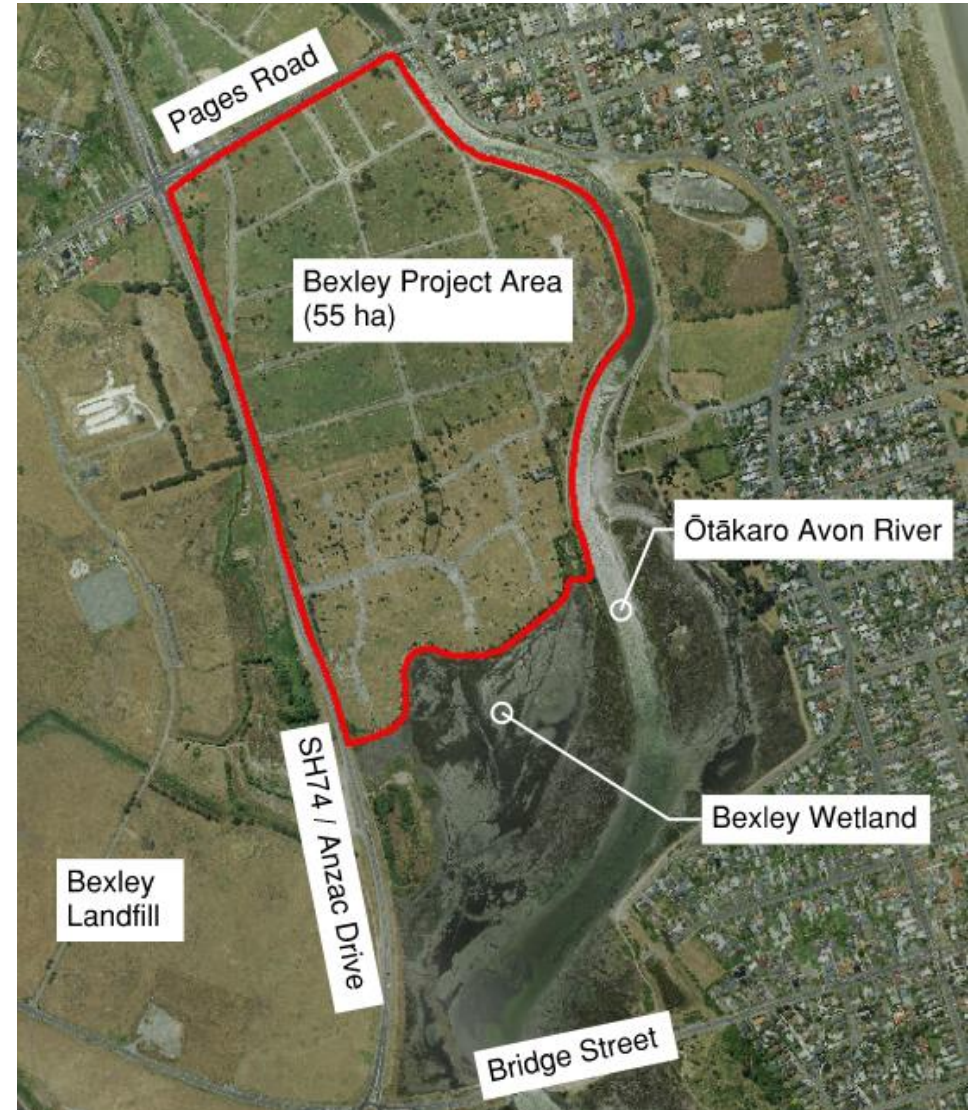 Pages Road
Bexley Project Area
(55 ha)
Ōtākaro Avon River
Bexley Wetland
SH74 / Anzac Drive
Bexley
Landfill
Bridge Street